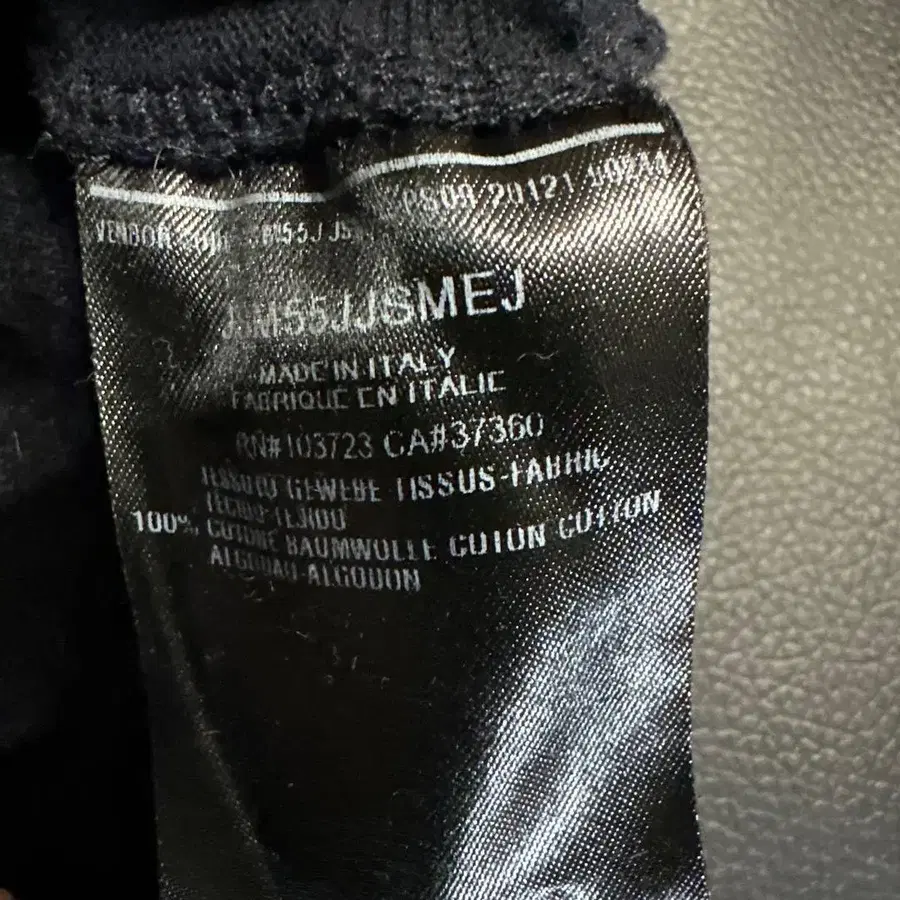 VENDOR
20121
MADE IN ITALY
FABRIQUE EN ITALIE
RN#103723 CA#37360
TESSUTO GEWEBE TISSUS-FABRIC
TECIDO-TEJIDO
100% COTONE BAUMWOLLE COTON COTTON
ALGODAO-ALGODON